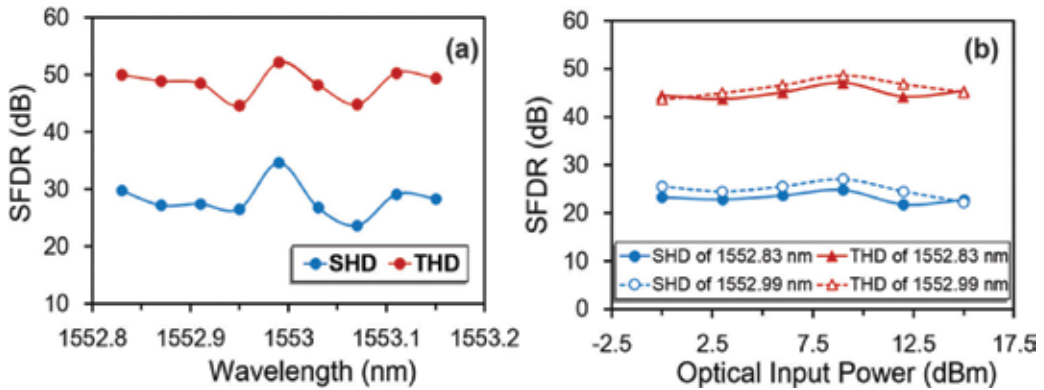 60
50
40
30
20
10
SFDR (dB)
(a)
SHD THD
1552.8 1552.9 1553 1553.1 1553.2
Wavelength (nm)
60
50
40
30
20
10
0
SFDR (dB)
(b)
SHD of 1552.83 nm THD of 1552.83 nm
SHD of 1552.99 nm THD of 1552.99 nm
-2.5 2.5 7.5 12.5 17.5
Optical Input Power (dBm)